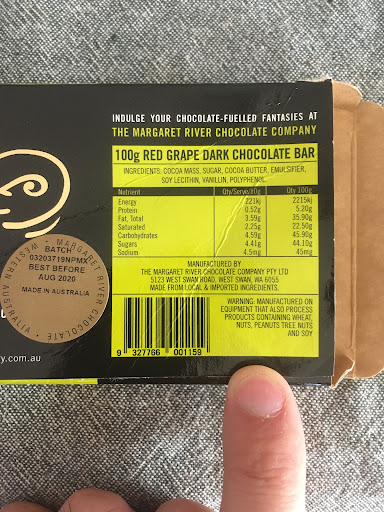 INDULGE YOUR CHOCOLATE-FUELLED FANTASIES AT
THE MARGARET RIVER CHOCOLATE COMPANY
100g RED GRAPE DARK CHOCOLATE BAR
INGREDIENTS: COCOA MASS, SUGAR, COCOA BUTTER, EMULSIFIER,
SOY LECITHIN, VANILLIN, POLYPHENOL
Nutrient Qty/Serve/10g Qty 100g
Energy 221kj 2215kj
Protein 0.52g 5.20g
Fat, Total 3.59g 35.90g
Saturated 2.25g 22.50g
Carbohydrates 4.59g 45.90g
Sugars 4.41g 44.10g
Sodium 4.5mg 45mg
MANUFACTURED BY
THE MARGARET RIVER CHOCOLATE COMPANY PTY LTD
5123 WEST SWAN ROAD, WEST SWAN, WA 6055
MADE FROM LOCAL & IMPORTED INGREDIENTS.
WARNING: MANUFACTURED ON
EQUIPMENT THAT ALSO PROCESS
PRODUCTS CONTAINING WHEAT,
NUTS, PEANUTS TREE NUTS
AND SOY
9 327766 001159
MARGARET RIVER CHOCOLATE
WESTERN AUSTRALIA
BATCH
03203719NPMX
BEST BEFORE
AUG 2020
MADE IN AUSTRALIA
y.com.au